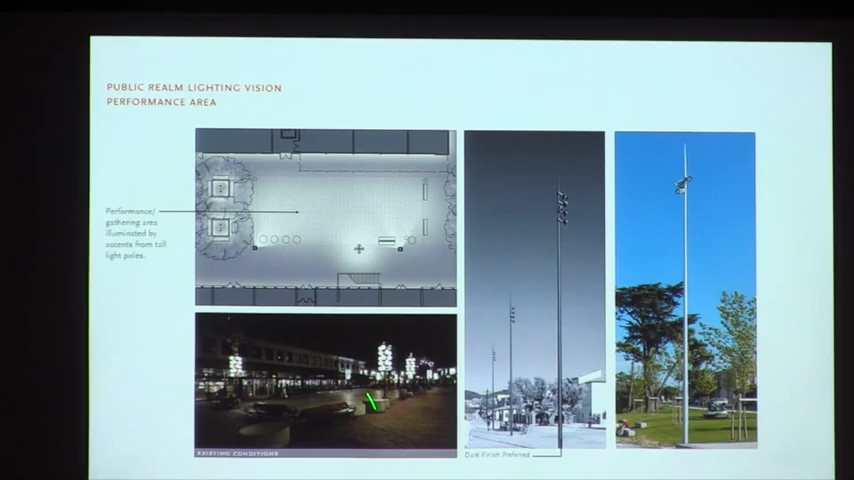 PUBLIC REALM LIGHTING VISION
PERFORMANCE AREA
Performance/
gathering area
illuminated by
accents from tall
light poles.
EXISTING CONDITIONS
Dark Finish Preferred